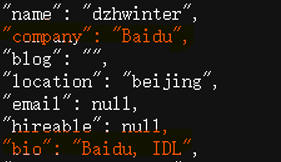 "name": "dzhwinter",
"company": "Baidu",
"blog": "",
"location": "beijing",
"email": null,
"hireable": null,
"bio": "Baidu, IDL"